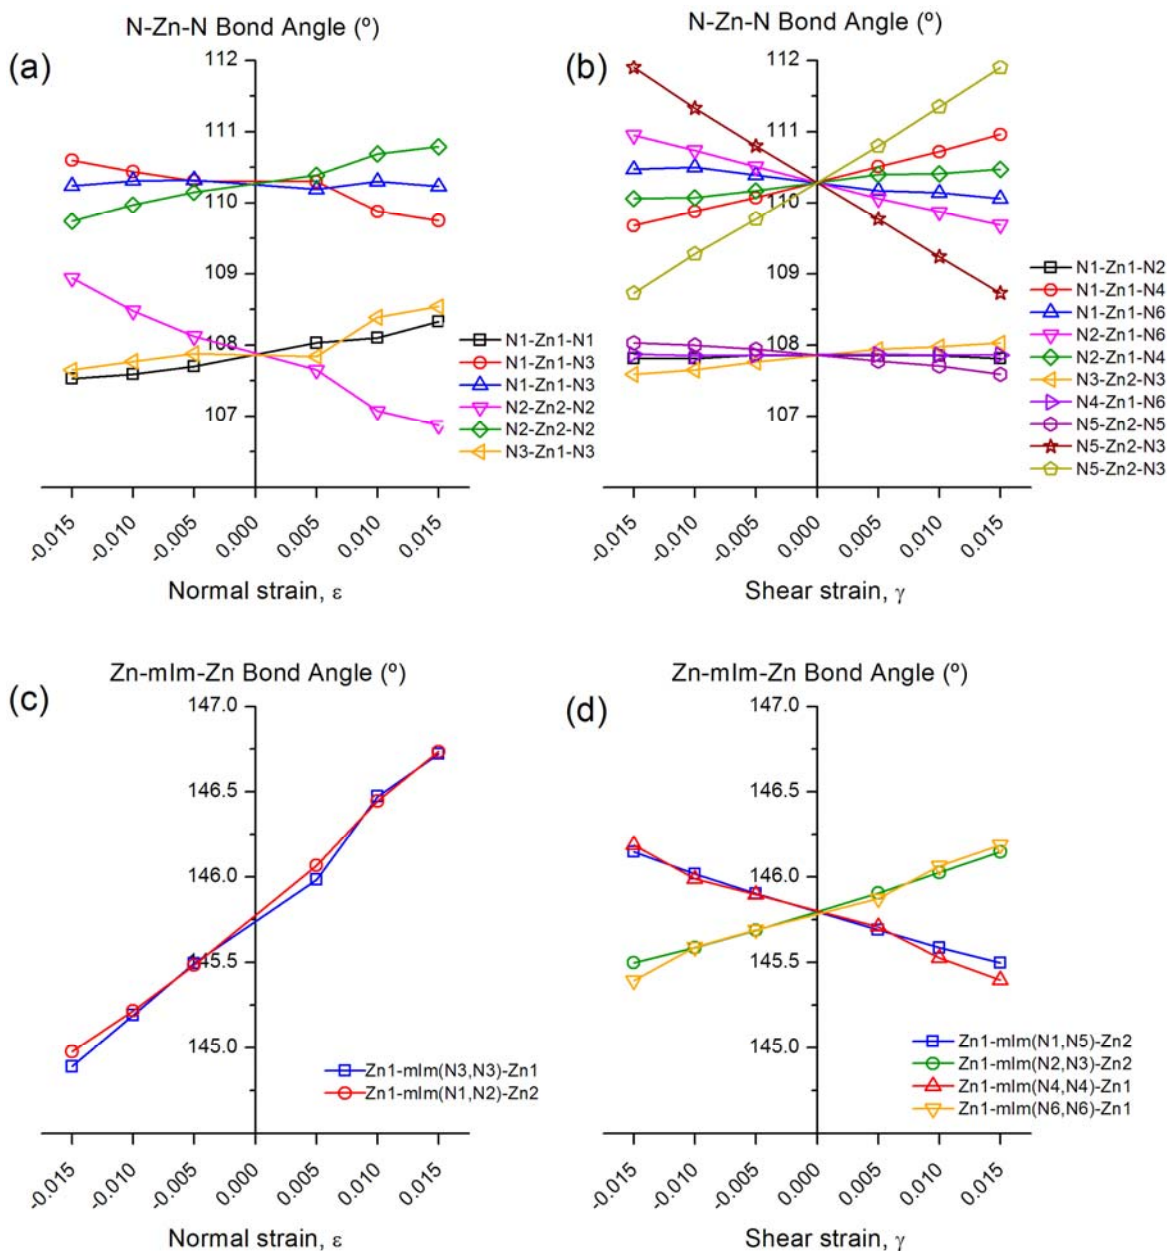 N-Zn-N Bond Angle (º)
(a)
112
111
110
109
108
107
N1-Zn1-N1
N1-Zn1-N3
N1-Zn1-N3
N2-Zn2-N2
N2-Zn2-N2
N3-Zn1-N3
-0.015
-0.010
-0.005
0.000
0.005
0.010
0.015
Normal strain, ε
N-Zn-N Bond Angle (º)
(b)
112
111
110
109
108
107
N1-Zn1-N2
N1-Zn1-N4
N1-Zn1-N6
N2-Zn1-N6
N2-Zn1-N4
N3-Zn2-N3
N4-Zn1-N6
N5-Zn2-N5
N5-Zn2-N3
N5-Zn2-N3
-0.015
-0.010
-0.005
0.000
0.005
0.010
0.015
Shear strain, γ
Zn-mIm-Zn Bond Angle (º)
(c)
147.0
146.5
146.0
145.5
145.0
Zn1-mIm(N3,N3)-Zn1
Zn1-mIm(N1,N2)-Zn2
-0.015
-0.010
-0.005
0.000
0.005
0.010
0.015
Normal strain, ε
Zn-mIm-Zn Bond Angle (º)
(d)
147.0
146.5
146.0
145.5
145.0
Zn1-mIm(N1,N5)-Zn2
Zn1-mIm(N2,N3)-Zn2
Zn1-mIm(N4,N4)-Zn1
Zn1-mIm(N6,N6)-Zn1
-0.015
-0.010
-0.005
0.000
0.005
0.010
0.015
Shear strain, γ